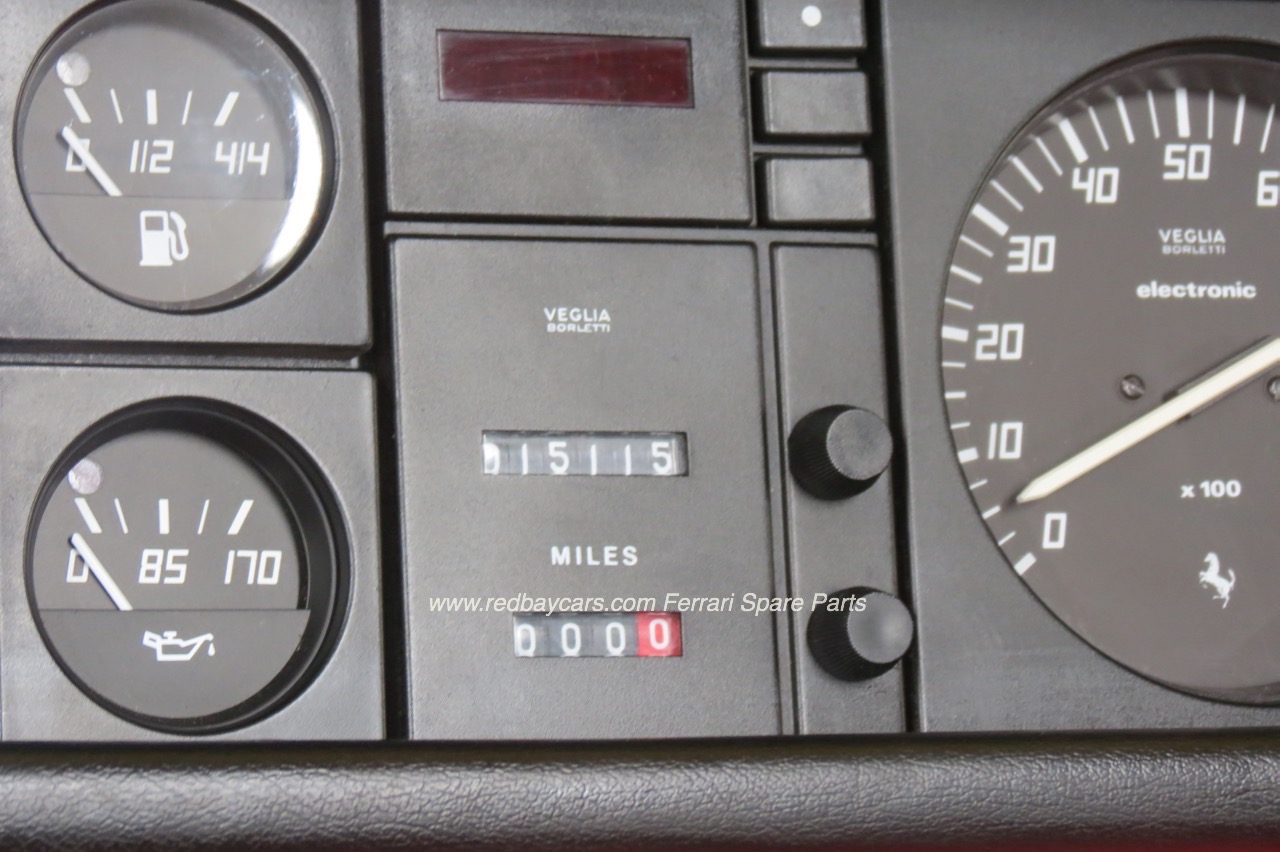 0 1/2 4/4
VEGLIA
BORLETTI
015115
MILES
0000
0 85 170
www.redbaycars.com Ferrari Spare Parts
0 10 20 30 40 50 6
VEGLIA
BORLETTI
electronic
x 100